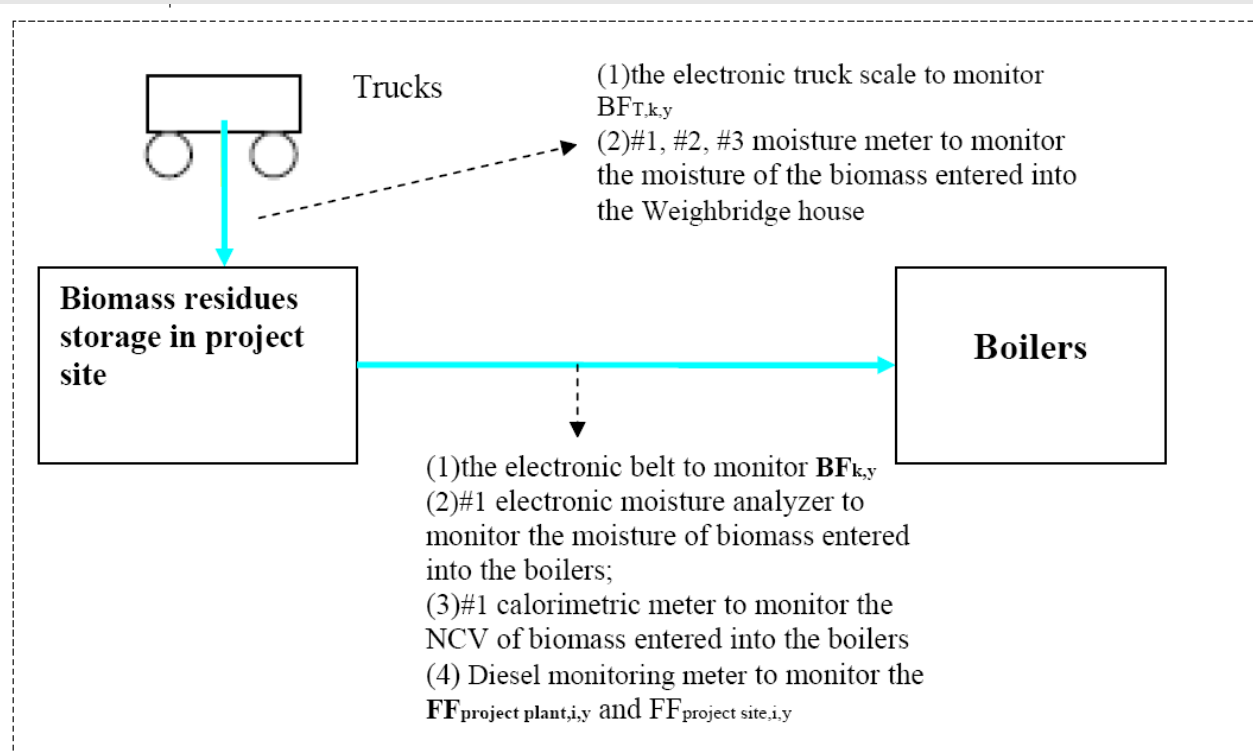 Trucks
(1)the electronic truck scale to monitor
BFT,k,y
(2)#1, #2, #3 moisture meter to monitor
the moisture of the biomass entered into
the Weighbridge house
Biomass residues
storage in project
site
Boilers
(1)the electronic belt to monitor BFk,y
(2)#1 electronic moisture analyzer to
monitor the moisture of biomass entered
into the boilers;
(3)#1 calorimetric meter to monitor the
NCV of biomass entered into the boilers
(4) Diesel monitoring meter to monitor the
FFproject plant,i,y and FFproject site,i,y